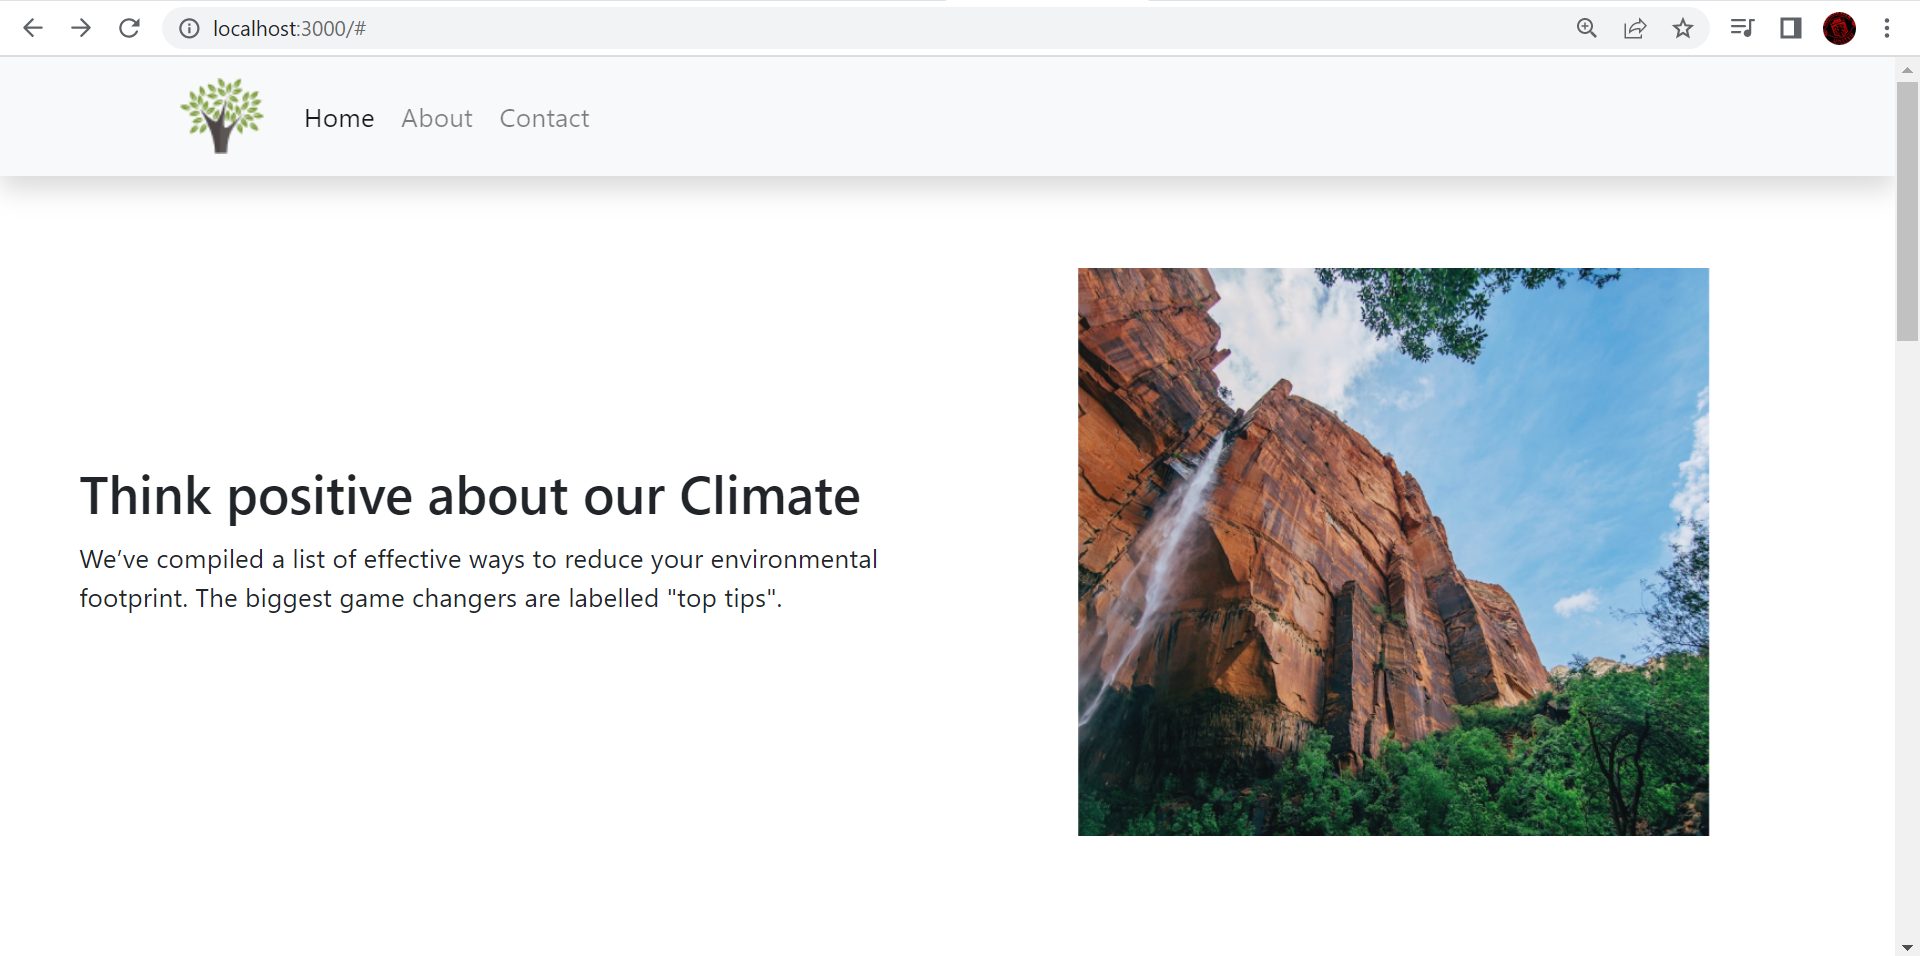 localhost:3000/#
Home About Contact
Think positive about our Climate
We’ve compiled a list of effective ways to reduce your environmental
footprint. The biggest game changers are labelled "top tips".